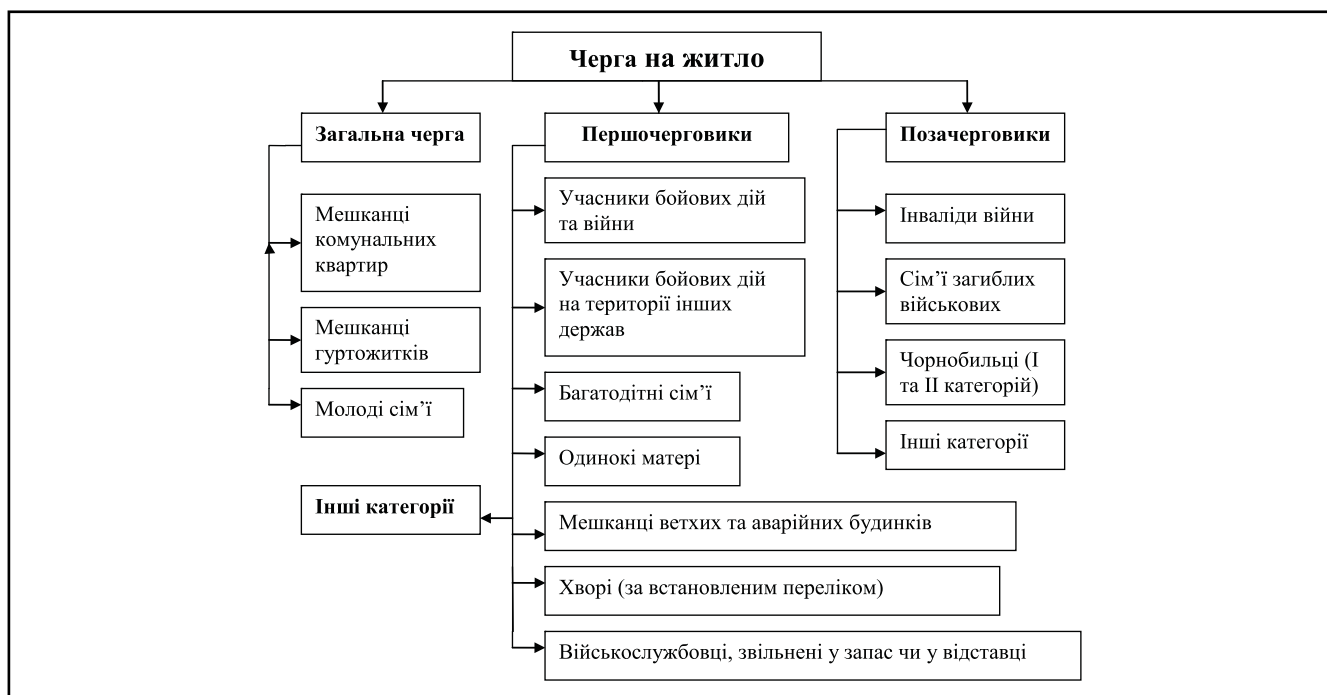 Черга на житло
Загальна черга
Мешканці
комунальних
квартир
Мешканці
гуртожитків
Молоді сім’ї
Першочерговики
Учасники бойових дій
та війни
Учасники бойових дій
на території інших
держав
Багатодітні сім’ї
Одинокі матері
Мешканці ветхих та аварійних будинків
Хворі (за встановленим переліком)
Військослужбовці, звільнені у запас чи у відставці
Інші категорії
Позачерговики
Інваліди війни
Сім’ї загиблих
військових
Чорнобильці (І
та ІІ категорій)
Інші категорії